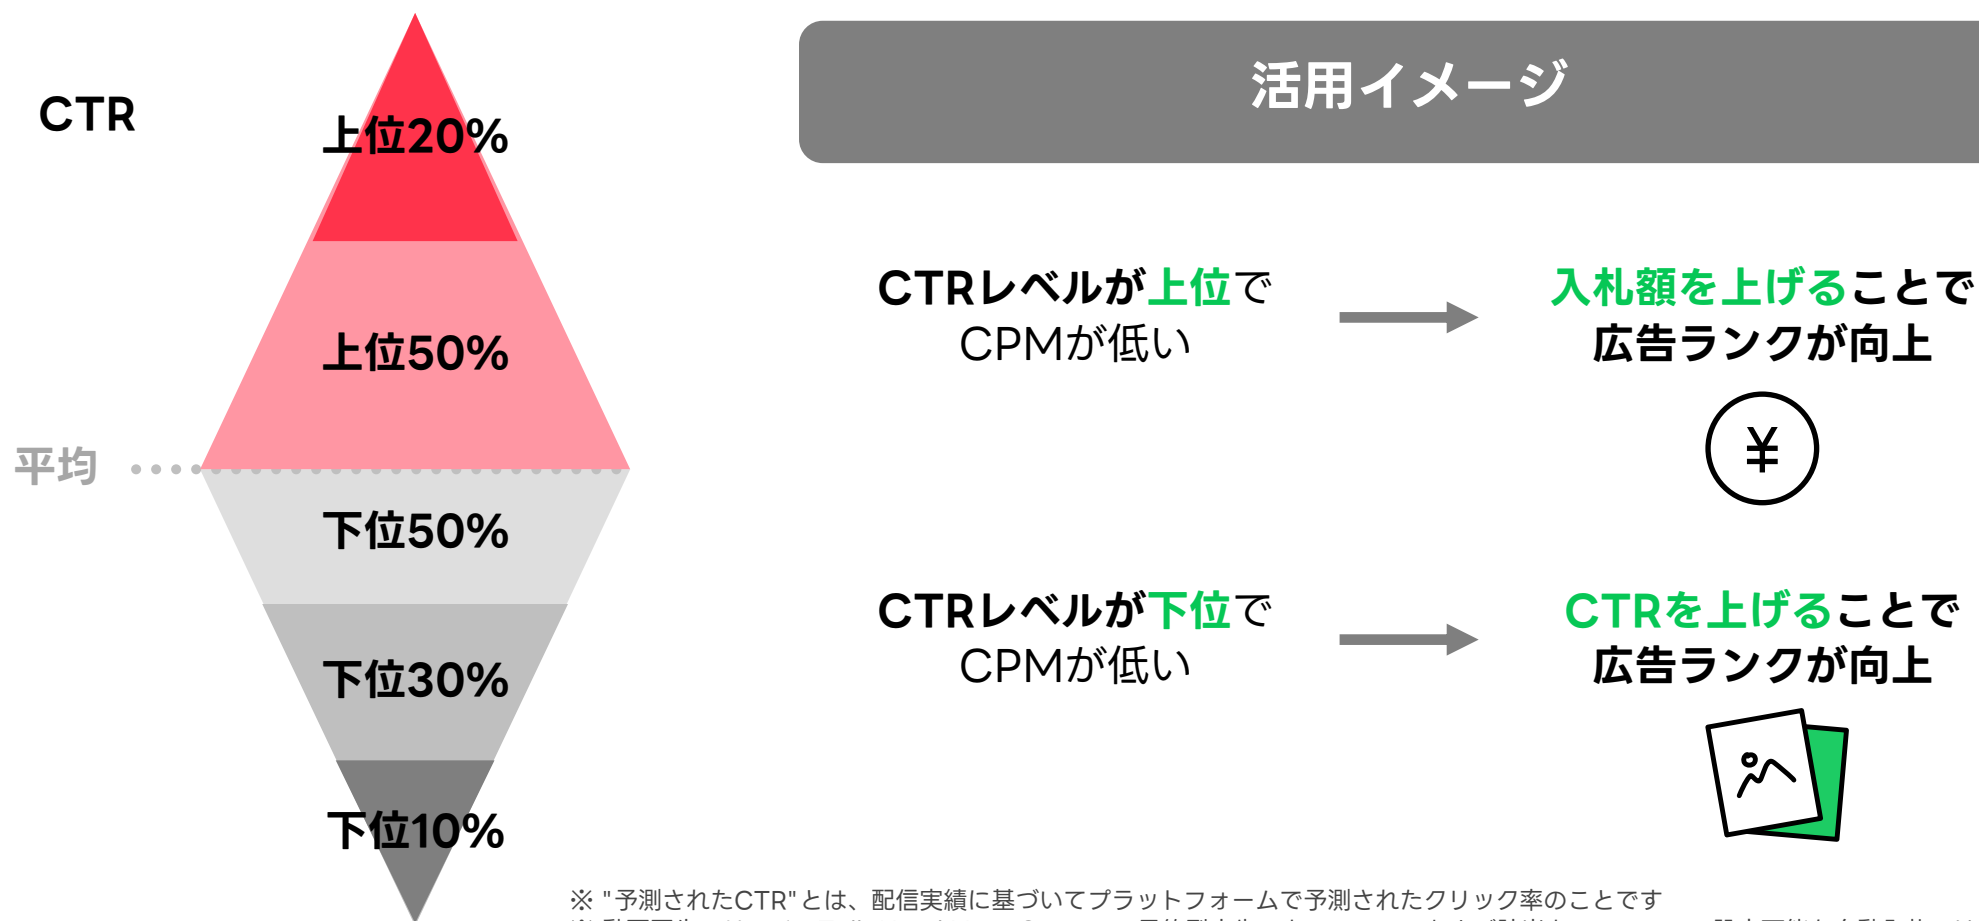 CTR
上位20%
上位50%
平均
下位50%
下位30%
下位10%
活用イメージ
CTRレベルが上位で
CPMが低い
入札額を上げることで
広告ランクが向上
¥
CTRレベルが下位で
CPMが低い
CTRを上げることで
広告ランクが向上
※ "予測されたCTR"とは、配信実績に基づいてプラットフォームで予測されたクリック率のことです